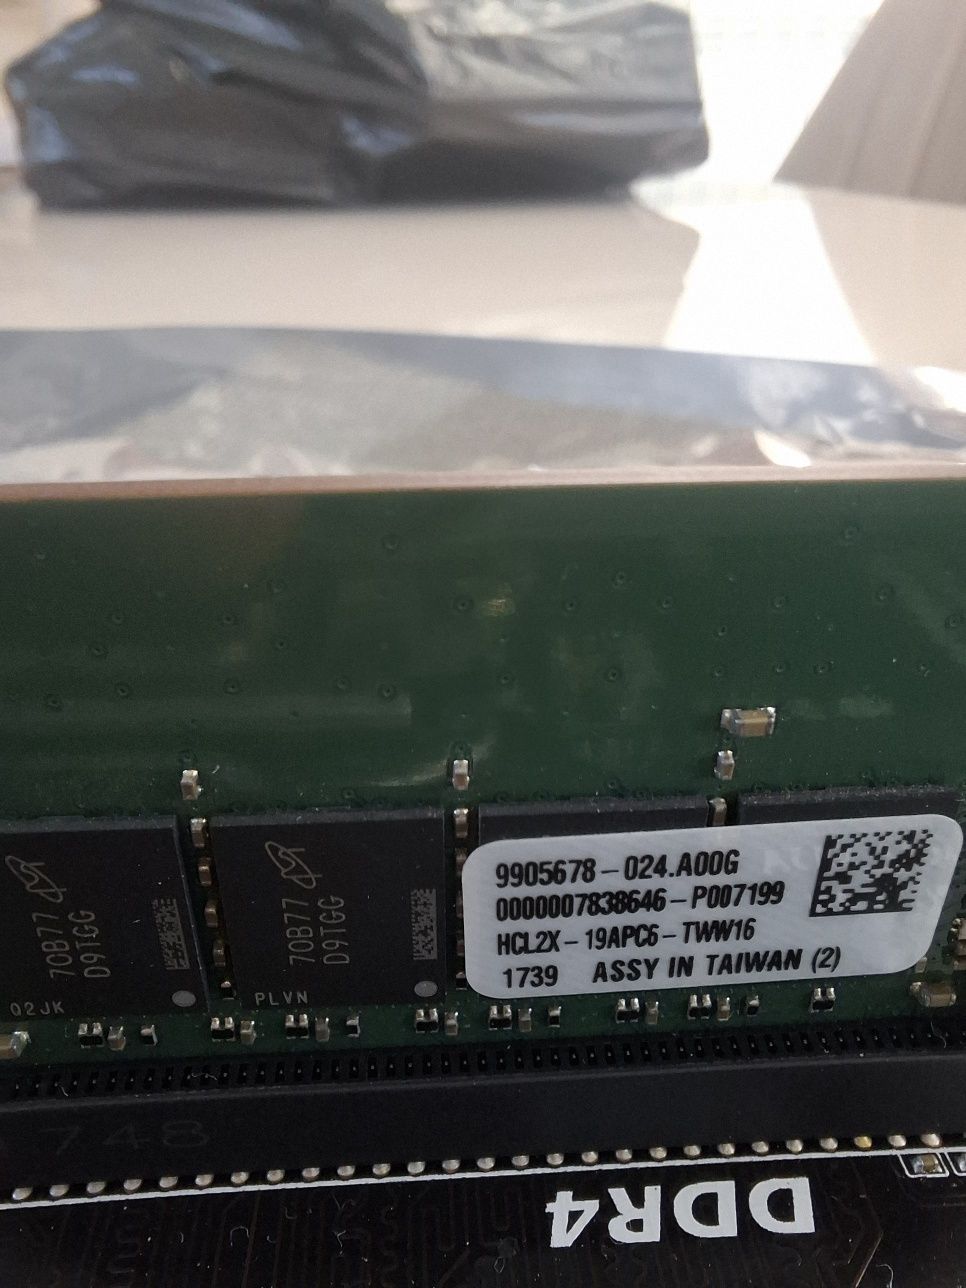 70B77
D9TGG
Q2JK
70B77
D9TGG
PLVN
9905678-024.A00G
0000007838646-P007199
HCL2X-19APC6-TWW16
1739 ASSY IN TAIWAN (2)
748
DDR4